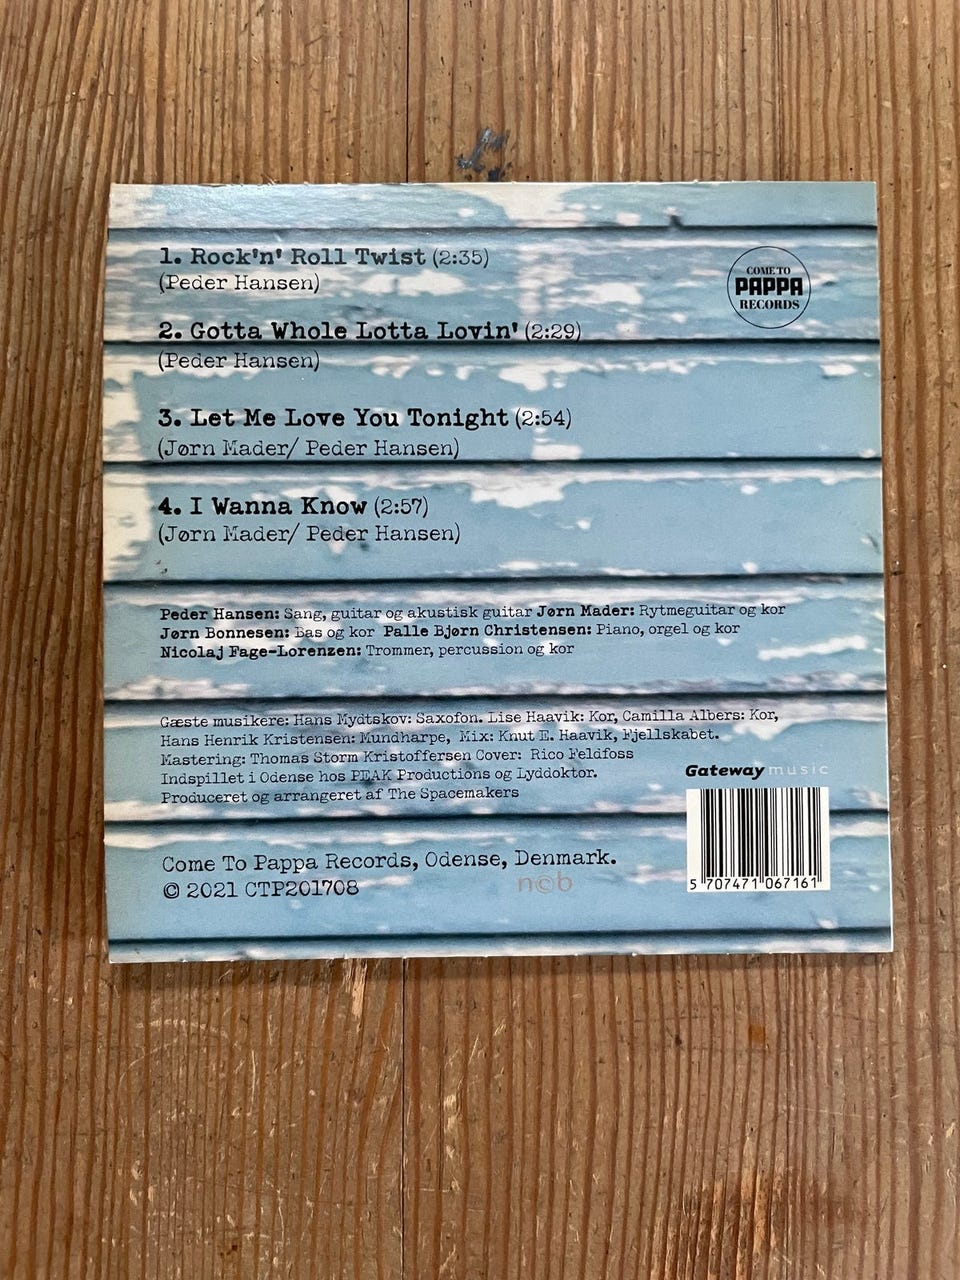 1. Rock'n' Roll Twist (2:35)
(Peder Hansen)
COME TO
PAPPA
RECORDS
2. Gotta Whole Lotta Lovin' (2:29)
(Peder Hansen)
3. Let Me Love You Tonight (2:54)
(Jørn Mader/ Peder Hansen)
4. I Wanna Know (2:57)
(Jørn Mader/ Peder Hansen)
Peder Hansen: Sang, guitar og akustisk guitar Jørn Mader: Rytmeguitar og kor
Jørn Bonnesen: Bas og kor Palle Bjørn Christensen: Piano, orgel og kor
Nicolaj Fage-Lorenzen: Trommer, percussion og kor
Gæste musikere: Hans Mydtskov: Saxofon. Lise Haavik: Kor, Camilla Albers: Kor,
Hans Henrik Kristensen: Mundharpe, Mix: Knut E. Haavik, Fjellskabet.
Mastering: Thomas Storm Kristoffersen Cover: Rico Feldfoss
Indspillet i Odense hos PEAK Productions og Lyddoktor.
Produceret og arrangeret af The Spacemakers
Gateway music
Come To Pappa Records, Odense, Denmark.
© 2021 CTP201708
n©b
5 707471 067161